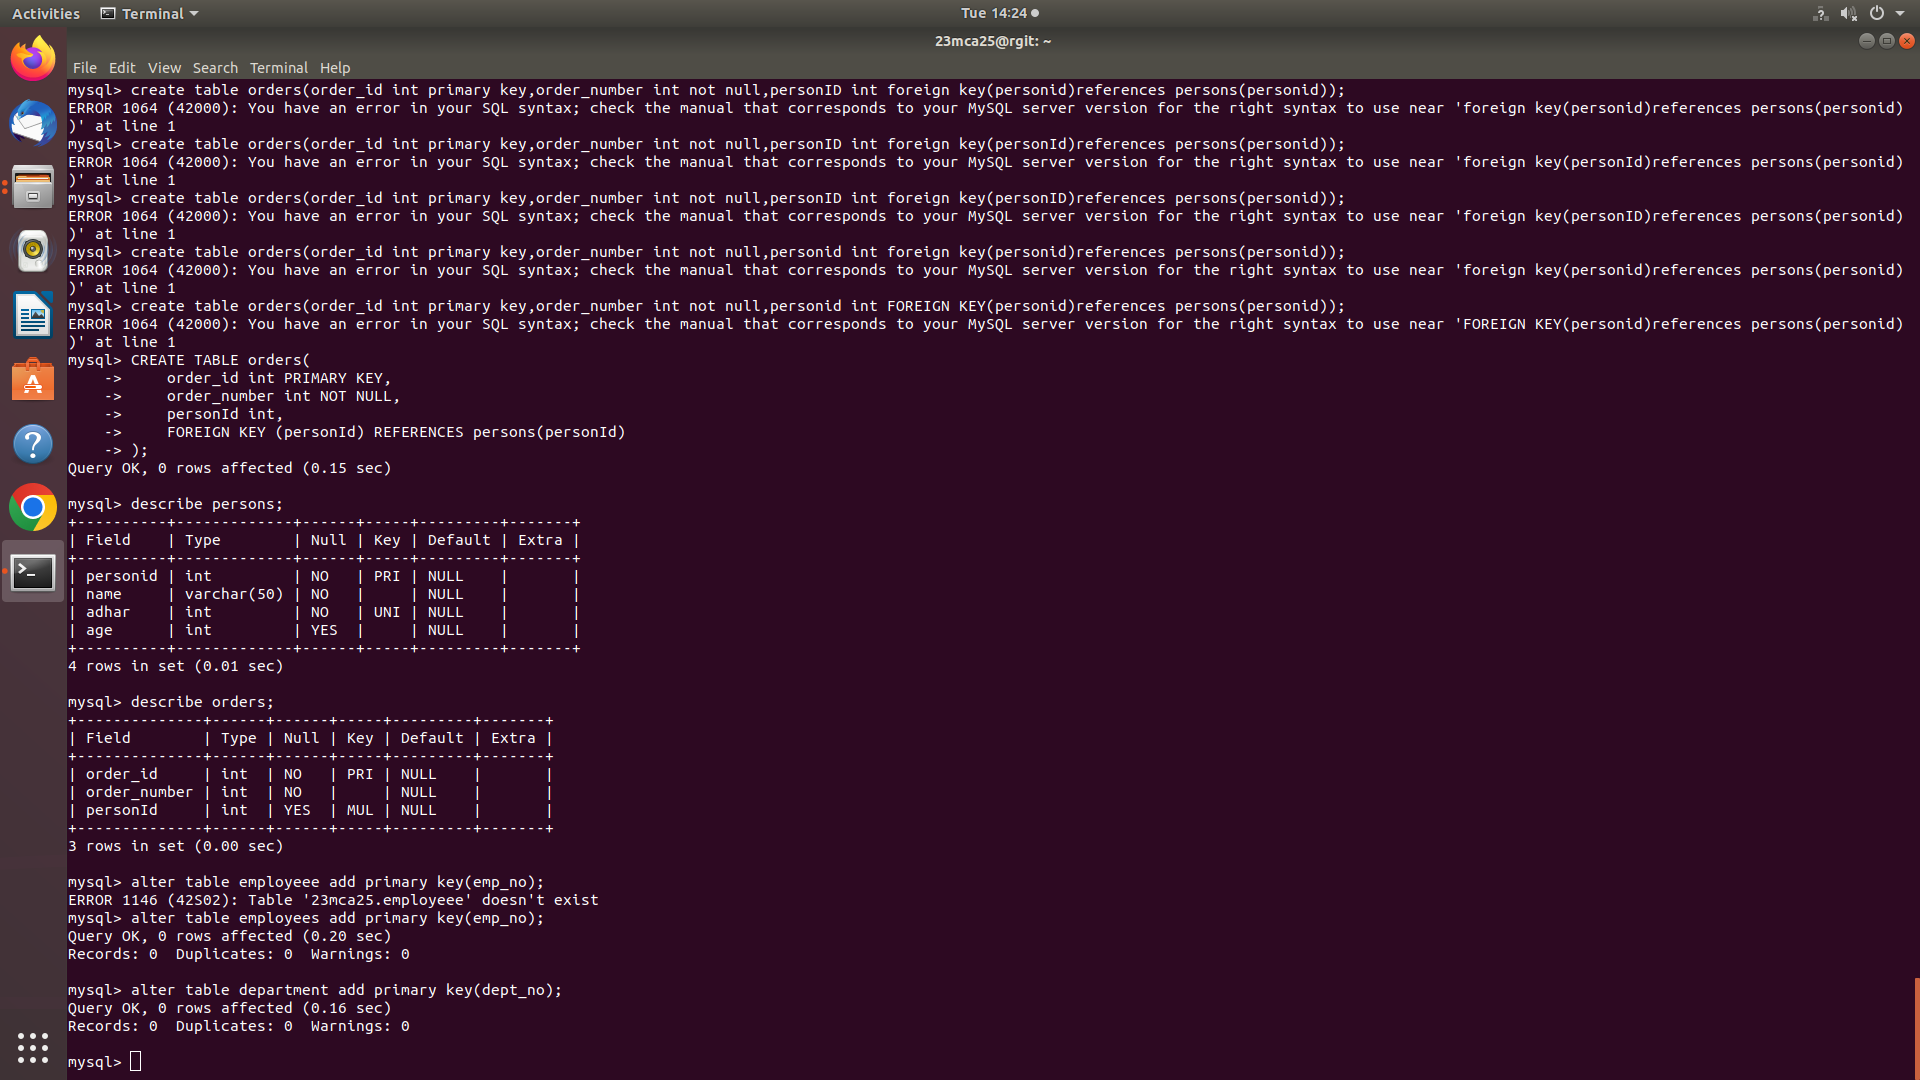 Activities Terminal Tue 14:24
23mca25@rgit: ~
File Edit View Search Terminal Help
mysql> create table orders(order_id int primary key,order_number int not null,personID int foreign key(personid)references persons(personid));
ERROR 1064 (42000): You have an error in your SQL syntax; check the manual that corresponds to your MySQL server version for the right syntax to use near 'foreign key(personid)references persons(personid)
)' at line 1
mysql> create table orders(order_id int primary key,order_number int not null,personID int foreign key(personId)references persons(personid));
ERROR 1064 (42000): You have an error in your SQL syntax; check the manual that corresponds to your MySQL server version for the right syntax to use near 'foreign key(personId)references persons(personid)
)' at line 1
mysql> create table orders(order_id int primary key,order_number int not null,personID int foreign key(personID)references persons(personid));
ERROR 1064 (42000): You have an error in your SQL syntax; check the manual that corresponds to your MySQL server version for the right syntax to use near 'foreign key(personID)references persons(personid)
)' at line 1
mysql> create table orders(order_id int primary key,order_number int not null,personid int foreign key(personid)references persons(personid));
ERROR 1064 (42000): You have an error in your SQL syntax; check the manual that corresponds to your MySQL server version for the right syntax to use near 'foreign key(personid)references persons(personid)
)' at line 1
mysql> create table orders(order_id int primary key,order_number int not null,personid int FOREIGN KEY(personid)references persons(personid));
ERROR 1064 (42000): You have an error in your SQL syntax; check the manual that corresponds to your MySQL server version for the right syntax to use near 'FOREIGN KEY(personid)references persons(personid)
)' at line 1
mysql> CREATE TABLE orders(
    ->     order_id int PRIMARY KEY,
    ->     order_number int NOT NULL,
    ->     personId int,
    ->     FOREIGN KEY (personId) REFERENCES persons(personId)
    -> );
Query OK, 0 rows affected (0.15 sec)

mysql> describe persons;
+----------+-------------+------+-----+---------+-------+
| Field    | Type        | Null | Key | Default | Extra |
+----------+-------------+------+-----+---------+-------+
| personid | int         | NO   | PRI | NULL    |       |
| name     | varchar(50) | NO   |     | NULL    |       |
| adhar    | int         | NO   | UNI | NULL    |       |
| age      | int         | YES  |     | NULL    |       |
+----------+-------------+------+-----+---------+-------+
4 rows in set (0.01 sec)

mysql> describe orders;
+--------------+------+------+-----+---------+-------+
| Field        | Type | Null | Key | Default | Extra |
+--------------+------+------+-----+---------+-------+
| order_id     | int  | NO   | PRI | NULL    |       |
| order_number | int  | NO   |     | NULL    |       |
| personId     | int  | YES  | MUL | NULL    |       |
+--------------+------+------+-----+---------+-------+
3 rows in set (0.00 sec)

mysql> alter table employeee add primary key(emp_no);
ERROR 1146 (42S02): Table '23mca25.employeee' doesn't exist
mysql> alter table employees add primary key(emp_no);
Query OK, 0 rows affected (0.20 sec)
Records: 0  Duplicates: 0  Warnings: 0

mysql> alter table department add primary key(dept_no);
Query OK, 0 rows affected (0.16 sec)
Records: 0  Duplicates: 0  Warnings: 0

mysql>